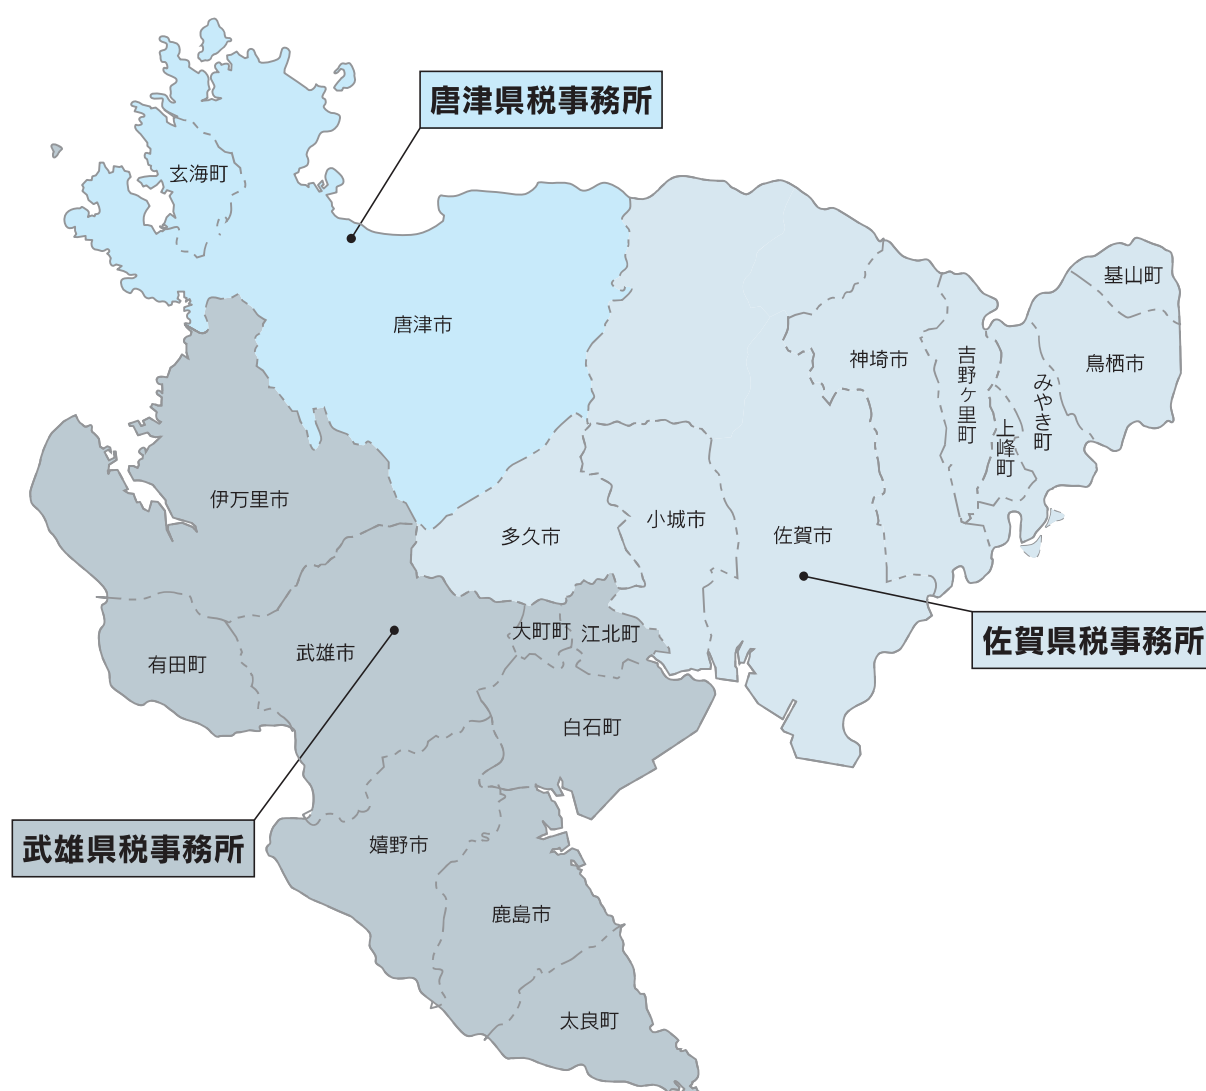 唐津県税事務所
玄海町
基山町
唐津市
神埼市
吉野ヶ里町
鳥栖市
みやき町
上峰町
伊万里市
小城市
多久市
佐賀市
大町町
江北町
佐賀県税事務所
武雄市
有田町
白石町
武雄県税事務所
嬉野市
鹿島市
太良町